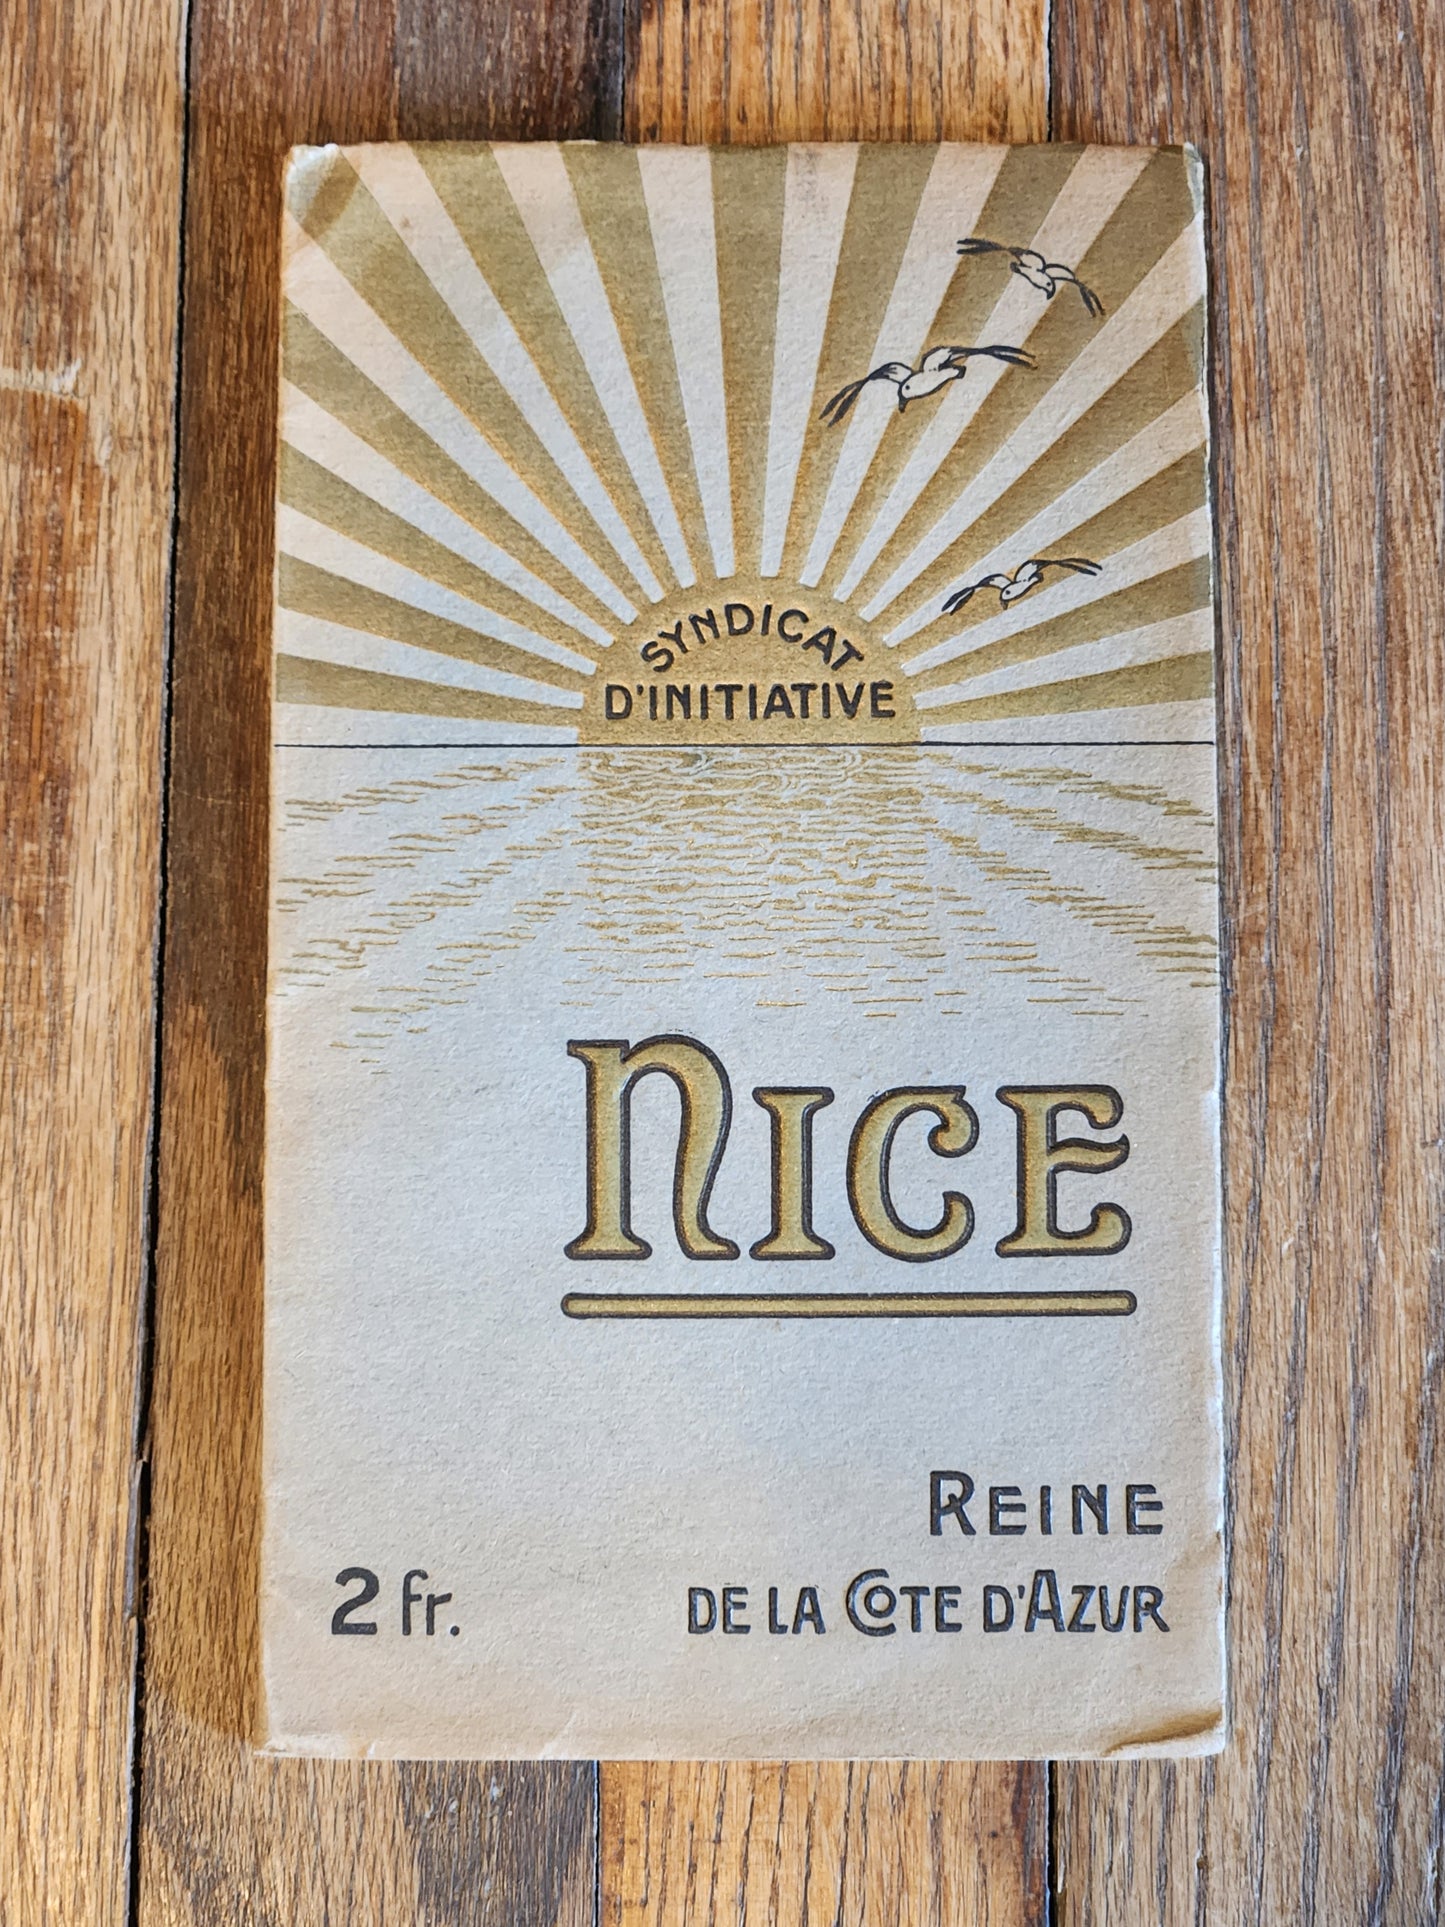 SYNDICAT
D'INITIATIVE
NICE
REINE
DE LA COTE D'AZUR
2 fr.